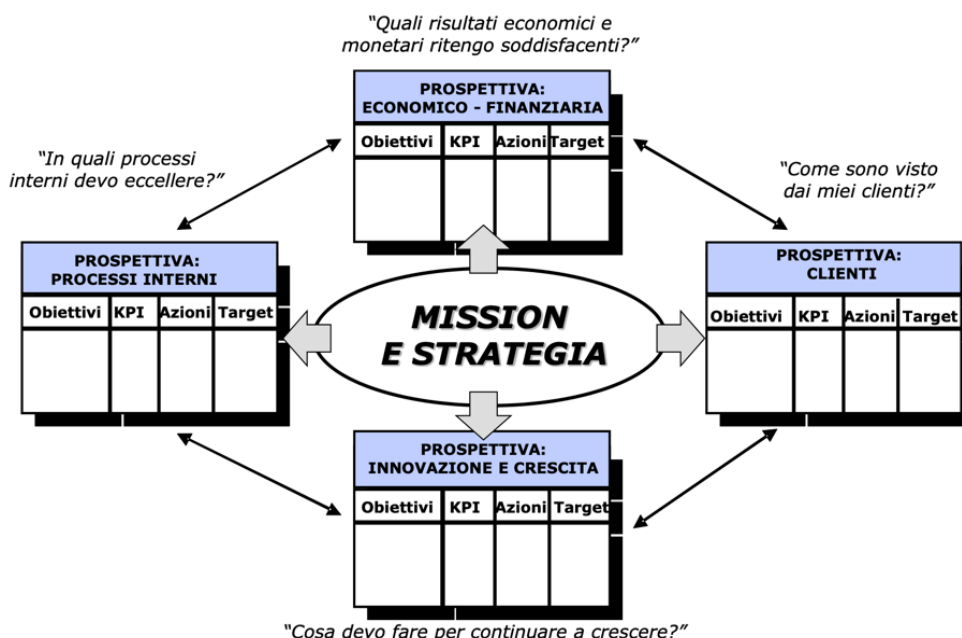 “Quali risultati economici e
monetari ritengo soddisfacenti?”
PROSPETTIVA:
ECONOMICO - FINANZIARIA
Obiettivi KPI Azioni Target
“In quali processi
interni devo eccellere?”
“Come sono visto
dai miei clienti?”
PROSPETTIVA:
PROCESSI INTERNI
Obiettivi KPI Azioni Target
MISSION
E STRATEGIA
PROSPETTIVA:
CLIENTI
Obiettivi KPI Azioni Target
PROSPETTIVA:
INNOVAZIONE E CRESCITA
Obiettivi KPI Azioni Target
“Cosa devo fare per continuare a crescere?”